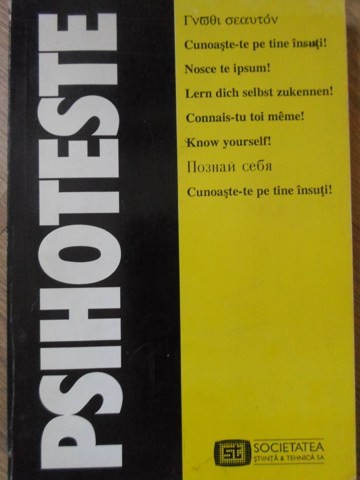 PSIHOTESTE
Γνῶθι σεαυτόν
Cunoaşte-te pe tine însuţi!
Nosce te ipsum!
Lern dich selbst zukennen!
Connais-tu toi même!
Know yourself!
Познай себя
Cunoaşte-te pe tine însuţi!
SOCIETATEA
ŞTIINŢĂ & TEHNICĂ SA